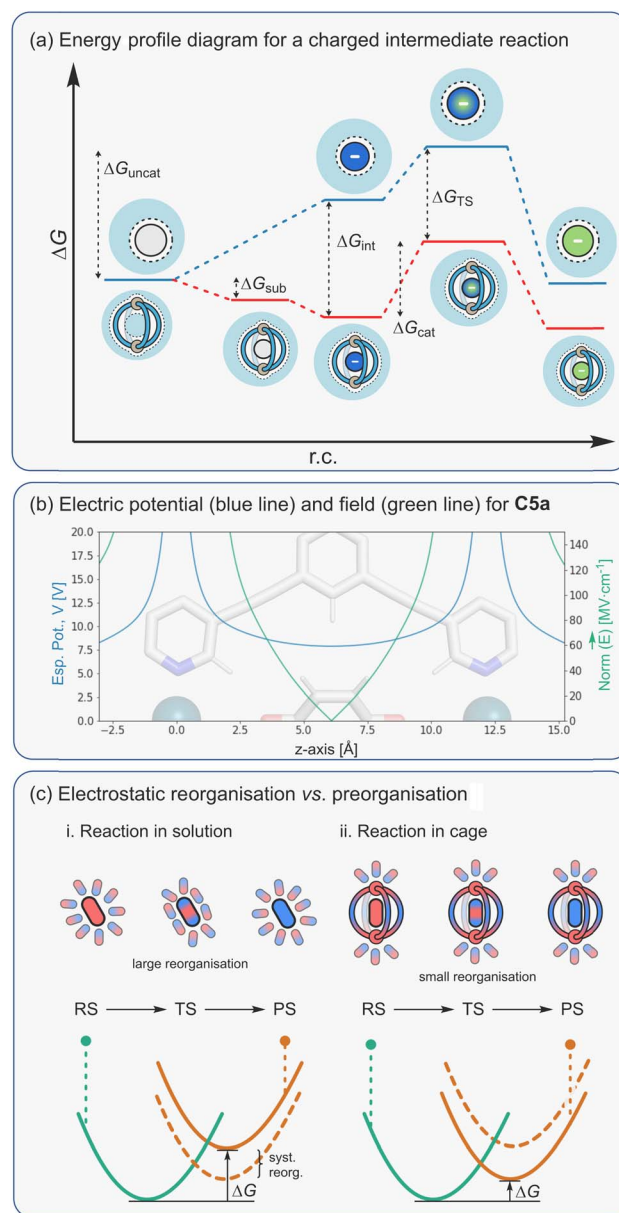 (a) Energy profile diagram for a charged intermediate reaction
ΔG
ΔGuncat
ΔGsub
ΔGint
ΔGTS
ΔGcat
r.c.
(b) Electric potential (blue line) and field (green line) for C5a
Esp. Pot., V [V]
20.0
17.5
15.0
12.5
10.0
7.5
5.0
2.5
0.0
−2.5 0.0 2.5 5.0 7.5 10.0 12.5 15.0
z-axis [Å]
140
120
100
80
60
40
20
0
Norm (E) [MV·cm⁻¹]
(c) Electrostatic reorganisation vs. preorganisation
i. Reaction in solution
ii. Reaction in cage
large reorganisation
small reorganisation
RS TS PS
RS TS PS
syst.
reorg.
ΔG
ΔG